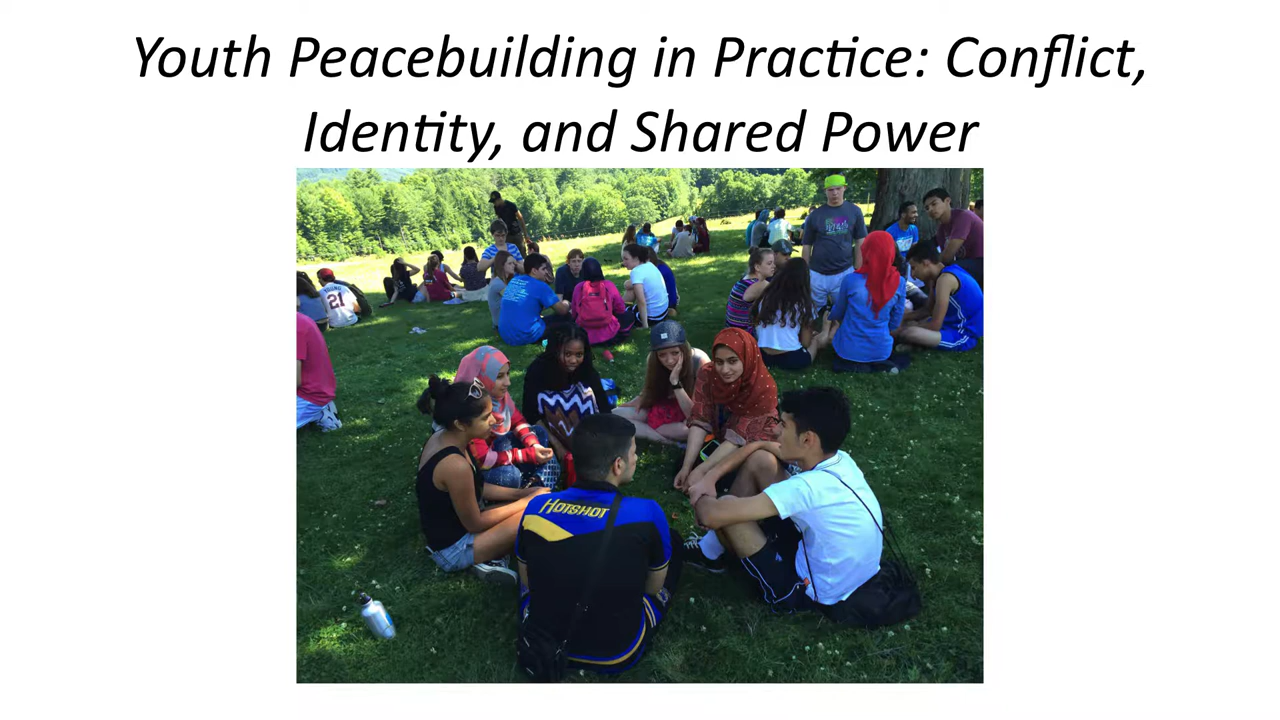 Youth Peacebuilding in Practice: Conflict,
Identity, and Shared Power
21
HOTSHOT